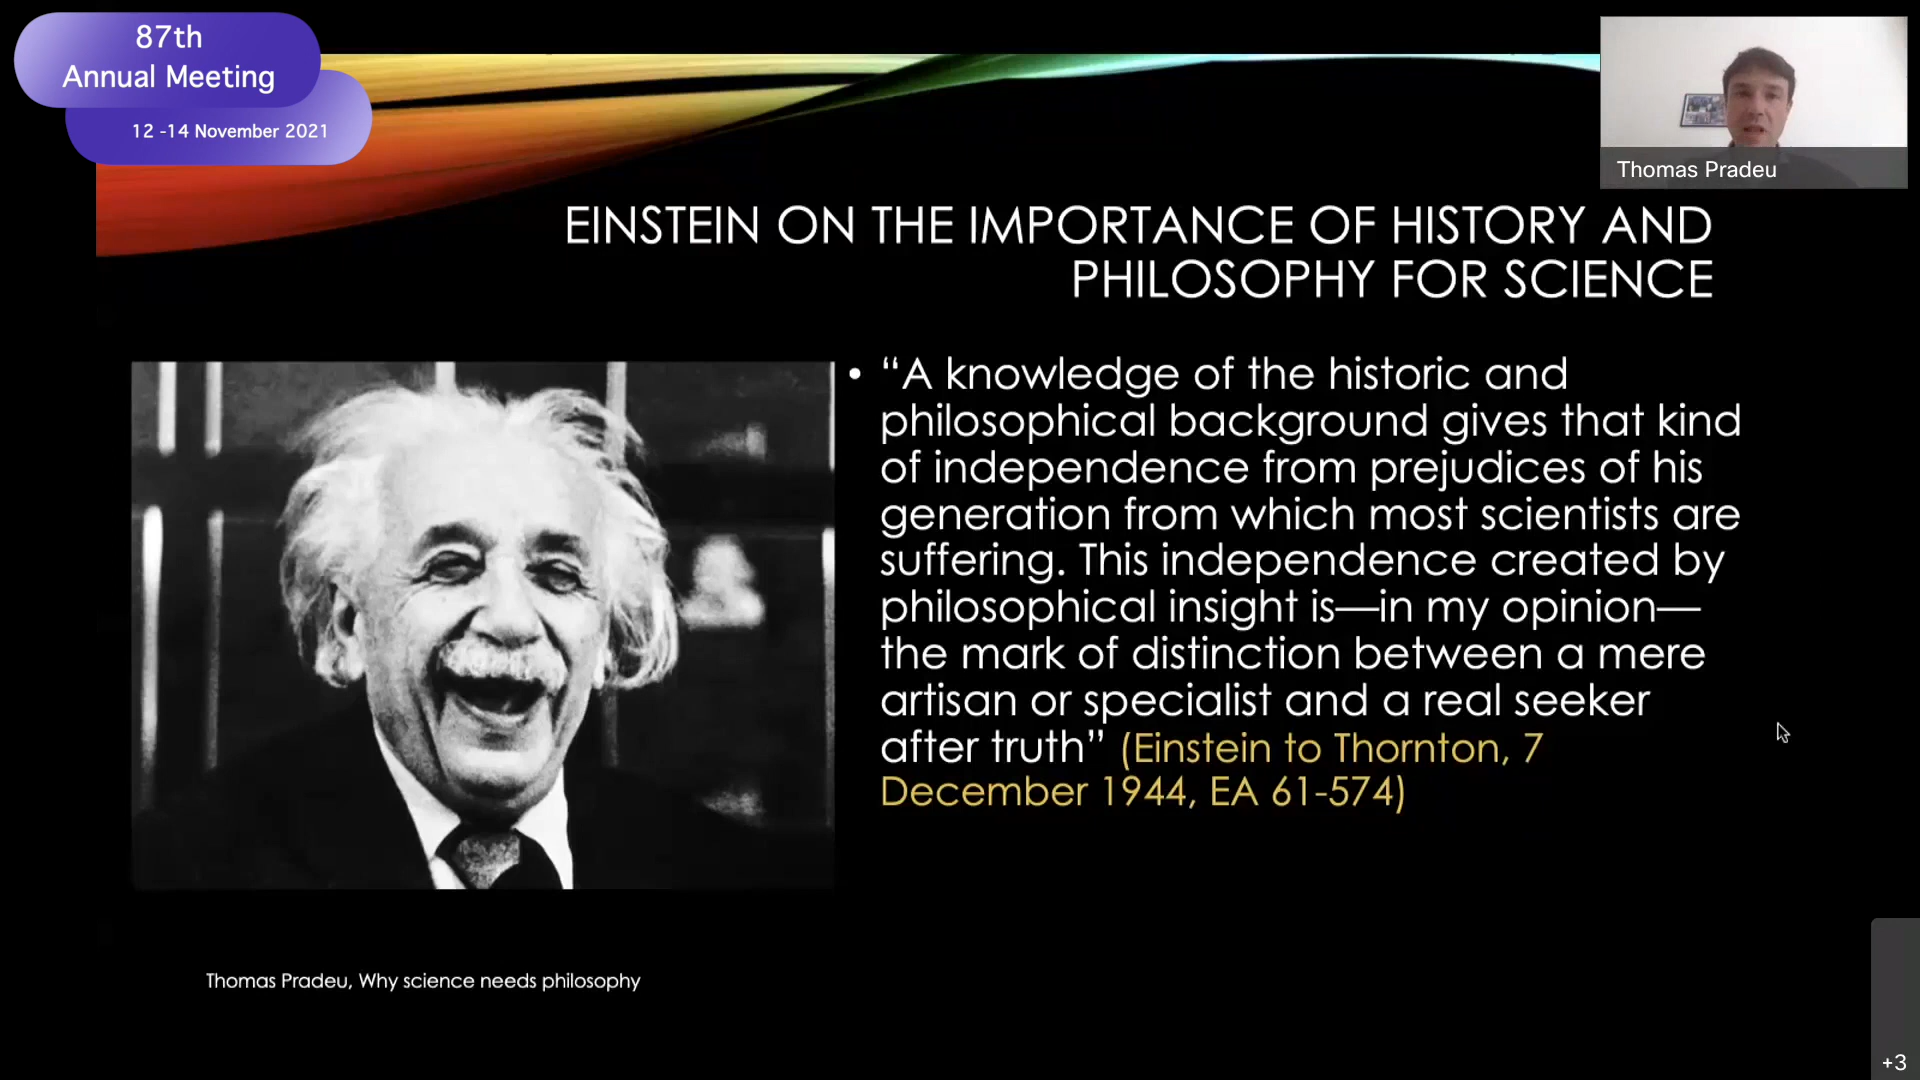 87th
Annual Meeting
12 -14 November 2021
Thomas Pradeu
EINSTEIN ON THE IMPORTANCE OF HISTORY AND
PHILOSOPHY FOR SCIENCE
• “A knowledge of the historic and
philosophical background gives that kind
of independence from prejudices of his
generation from which most scientists are
suffering. This independence created by
philosophical insight is—in my opinion—
the mark of distinction between a mere
artisan or specialist and a real seeker
after truth” (Einstein to Thornton, 7
December 1944, EA 61-574)
Thomas Pradeu, Why science needs philosophy
+3